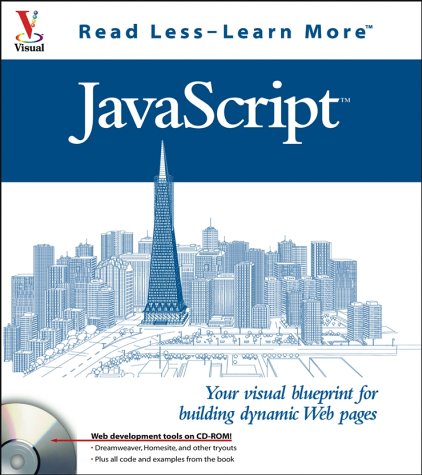 Visual
Read Less–Learn More™
JavaScript™
Your visual blueprint for
building dynamic Web pages
Web development tools on CD-ROM!
• Dreamweaver, Homesite, and other tryouts
• Plus all code and examples from the book